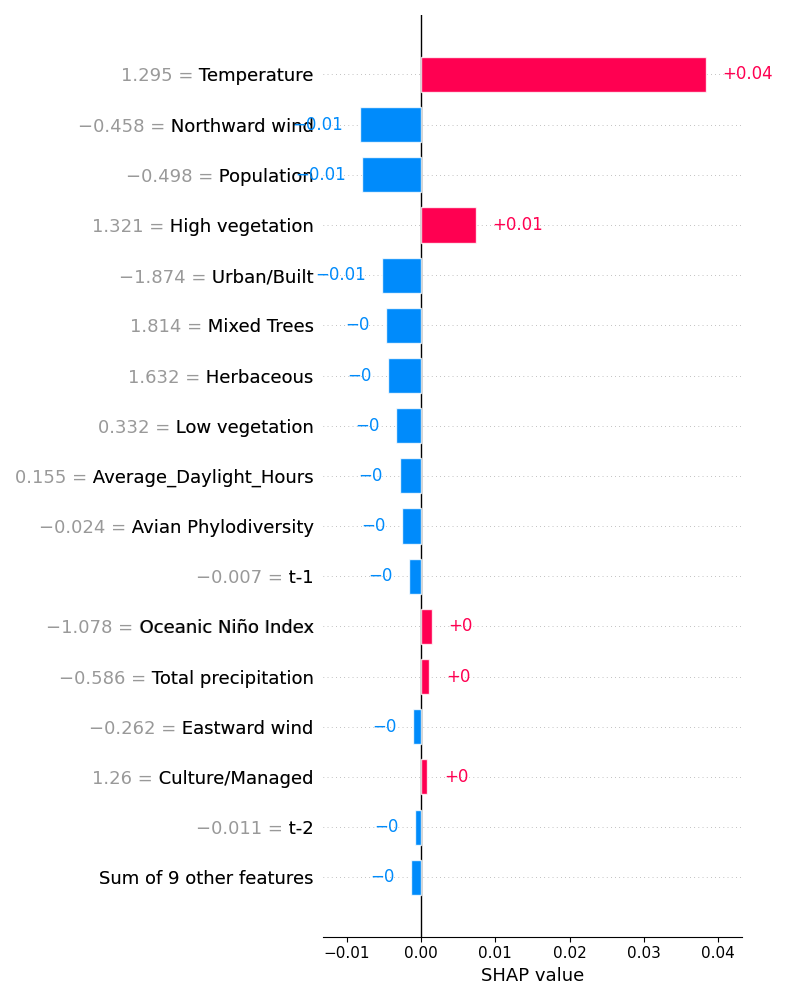 1.295 = Temperature +0.04
−0.458 = Northward wind −0.01
−0.498 = Population −0.01
1.321 = High vegetation +0.01
−1.874 = Urban/Built −0.01
1.814 = Mixed Trees −0
1.632 = Herbaceous −0
0.332 = Low vegetation −0
0.155 = Average_Daylight_Hours −0
−0.024 = Avian Phylodiversity −0
−0.007 = t-1 −0
−1.078 = Oceanic Niño Index +0
−0.586 = Total precipitation +0
−0.262 = Eastward wind −0
1.26 = Culture/Managed +0
−0.011 = t-2 −0
Sum of 9 other features −0
−0.01 0.00 0.01 0.02 0.03 0.04
SHAP value